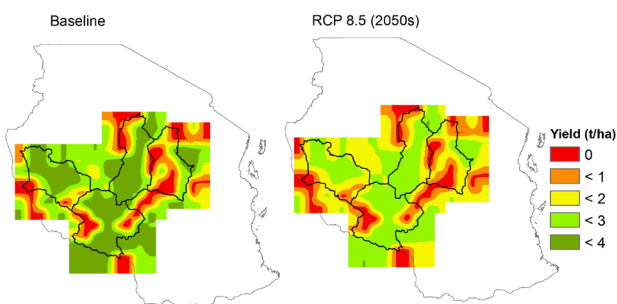 Baseline
RCP 8.5 (2050s)
Yield (t/ha)
0
< 1
< 2
< 3
< 4